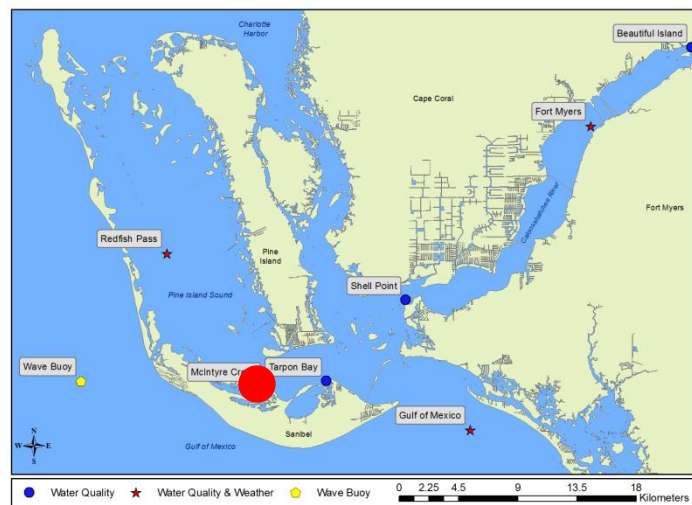 Charlotte
Harbor
Beautiful Island
Cape Coral
Fort Myers
Caloosahatchee River
Fort Myers
Redfish Pass
Pine
Island
Shell Point
Pine Island Sound
Wave Buoy
McIntyre
Tarpon Bay
Gulf of Mexico
Sanibel
N
W E
S
Gulf of Mexico
Water Quality
Water Quality & Weather
Wave Buoy
0 2.25 4.5 9 13.5 18
Kilometers